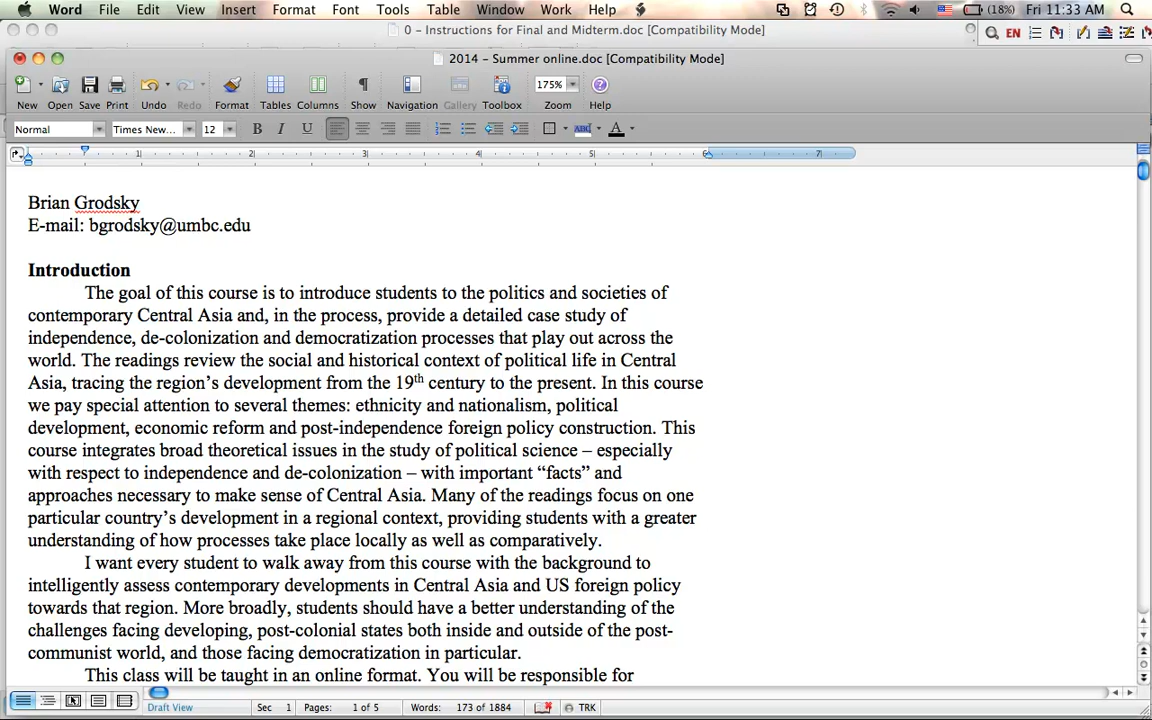 Word File Edit View Insert Format Font Tools Table Window Work Help (18%) Fri 11:33 AM
0 – Instructions for Final and Midterm.doc [Compatibility Mode]
EN
2014 – Summer online.doc [Compatibility Mode]
175%
New Open Save Print Undo Redo Format Tables Columns Show Navigation Gallery Toolbox Zoom Help
Normal Times New... 12 B I U ABC A
1 2 3 4 5 6 7
Brian Grodsky
E-mail: bgrodsky@umbc.edu
Introduction
The goal of this course is to introduce students to the politics and societies of
contemporary Central Asia and, in the process, provide a detailed case study of
independence, de-colonization and democratization processes that play out across the
world. The readings review the social and historical context of political life in Central
Asia, tracing the region’s development from the 19th century to the present. In this course
we pay special attention to several themes: ethnicity and nationalism, political
development, economic reform and post-independence foreign policy construction. This
course integrates broad theoretical issues in the study of political science – especially
with respect to independence and de-colonization – with important “facts” and
approaches necessary to make sense of Central Asia. Many of the readings focus on one
particular country’s development in a regional context, providing students with a greater
understanding of how processes take place locally as well as comparatively.
I want every student to walk away from this course with the background to
intelligently assess contemporary developments in Central Asia and US foreign policy
towards that region. More broadly, students should have a better understanding of the
challenges facing developing, post-colonial states both inside and outside of the post-
communist world, and those facing democratization in particular.
This class will be taught in an online format. You will be responsible for
Draft View Sec 1 Pages: 1 of 5 Words: 173 of 1884 TRK